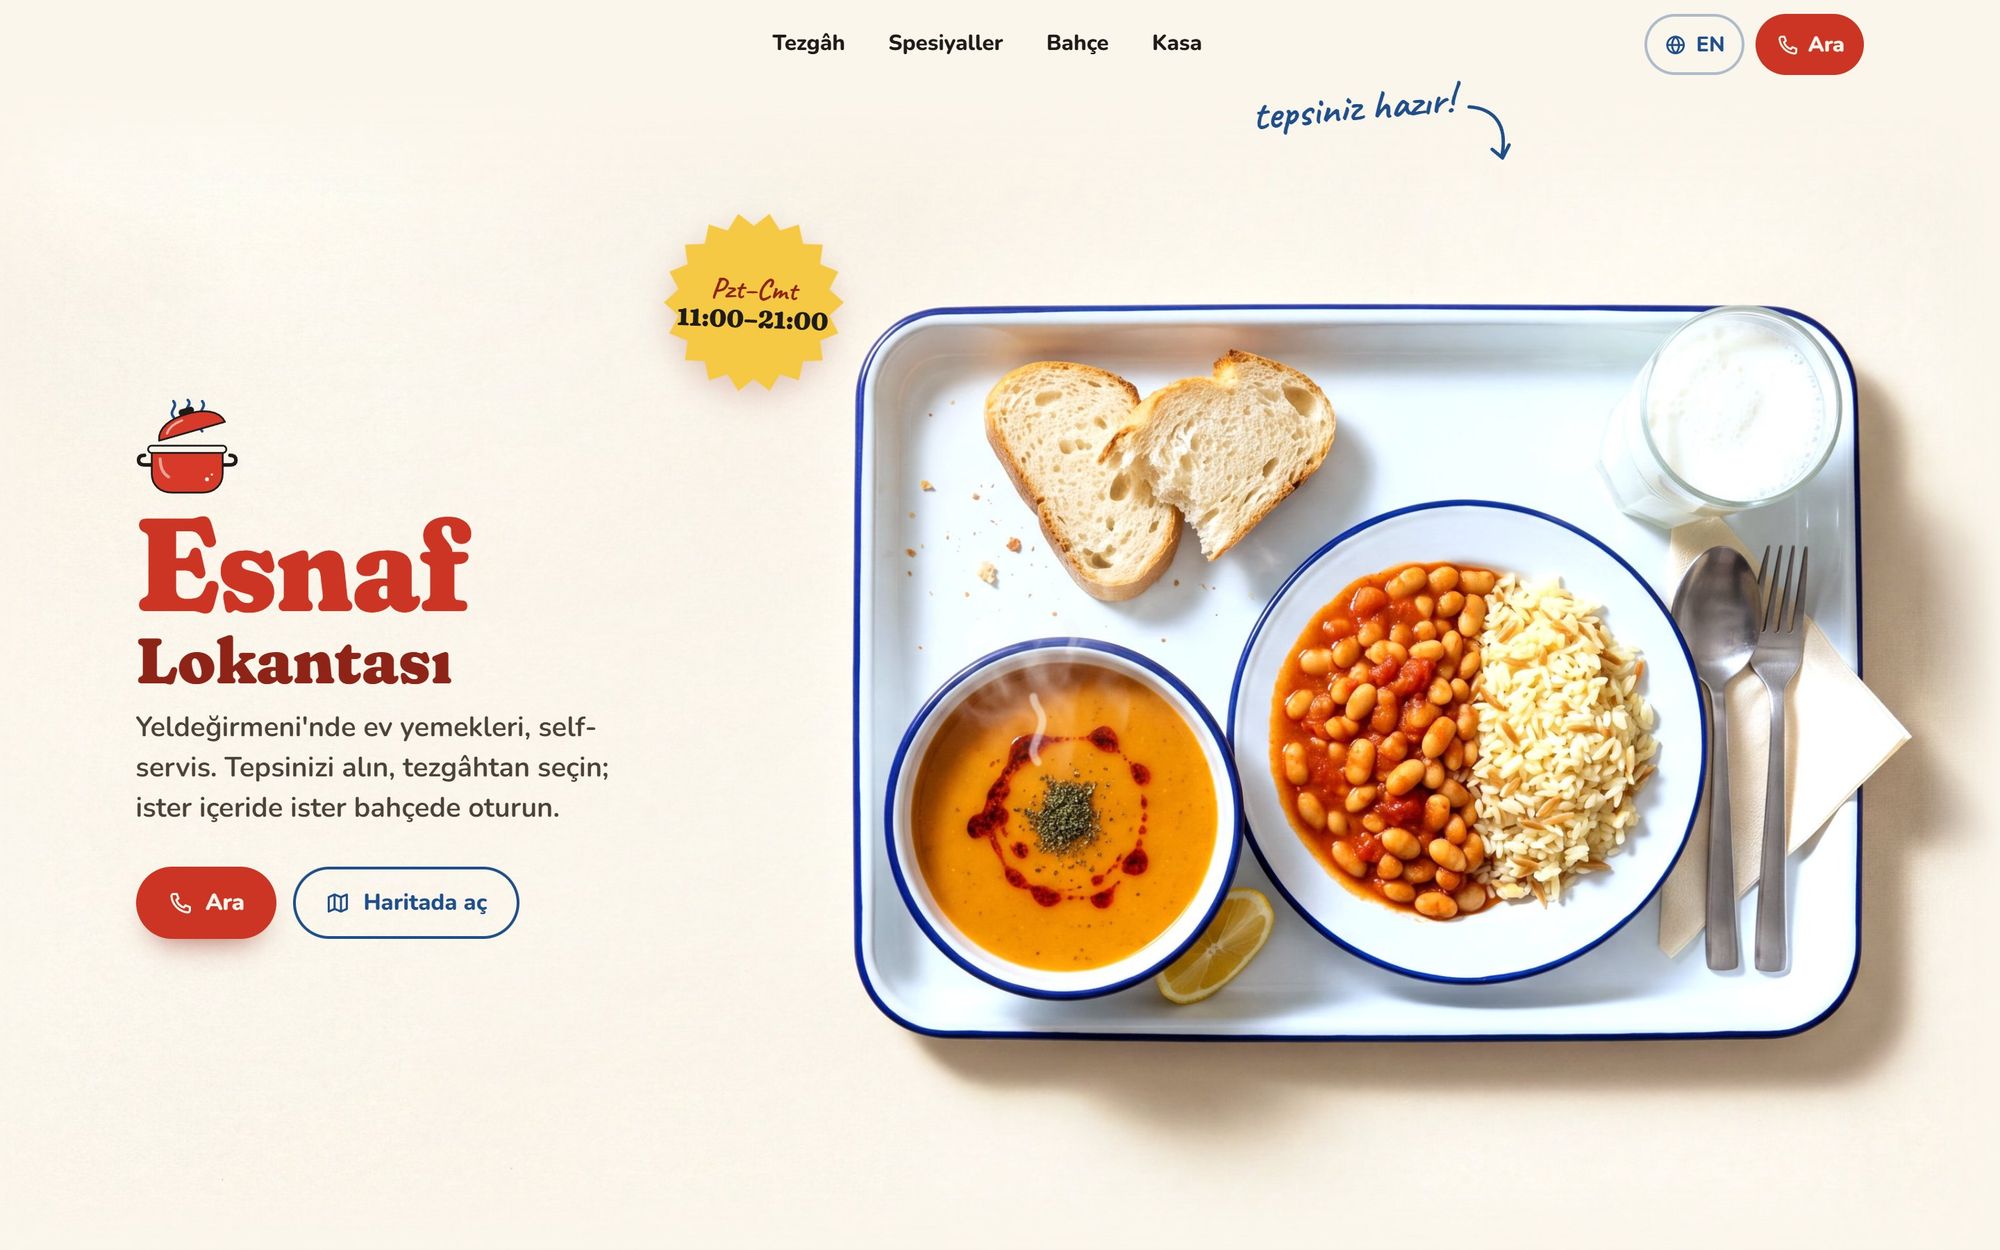 Tezgâh Spesiyaller Bahçe Kasa
EN
Ara
tepsiniz hazır!
Pzt–Cmt
11:00–21:00
Esnaf
Lokantası
Yeldeğirmeni'nde ev yemekleri, self-
servis. Tepsinizi alın, tezgâhtan seçin;
ister içeride ister bahçede oturun.
Ara
Haritada aç